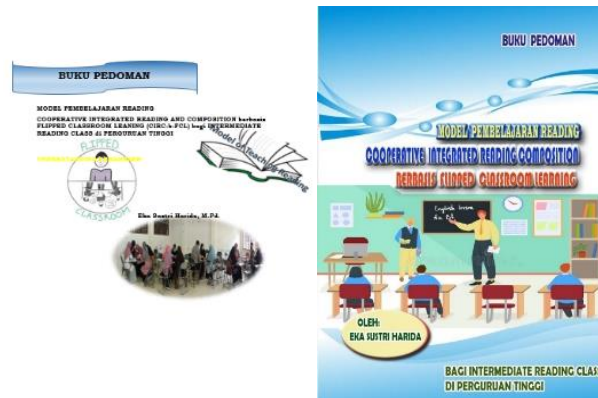 BUKU PEDOMAN
MODEL PEMBELAJARAN READING
COOPERATIVE INTEGRATED READING AND COMPOSITION berbasis
FLIPPED CLASSROOM LEANING (CIRC-b-FCL) bagi INTERMEDIATE
READING CLASS di PERGURUAN TINGGI
Model of Teaching Reading
FLIPPED
CLASSROOM
Eka Sustri Harida, M.Pd.
BUKU PEDOMAN
MODEL PEMBELAJARAN READING
COOPERATIVE INTEGRATED READING COMPOSITION
BERBASIS FLIPPED CLASSROOM LEARNING
English
OLEH:
EKA SUSTRI HARIDA
BAGI INTERMEDIATE READING CLAS
DI PERGURUAN TINGGI